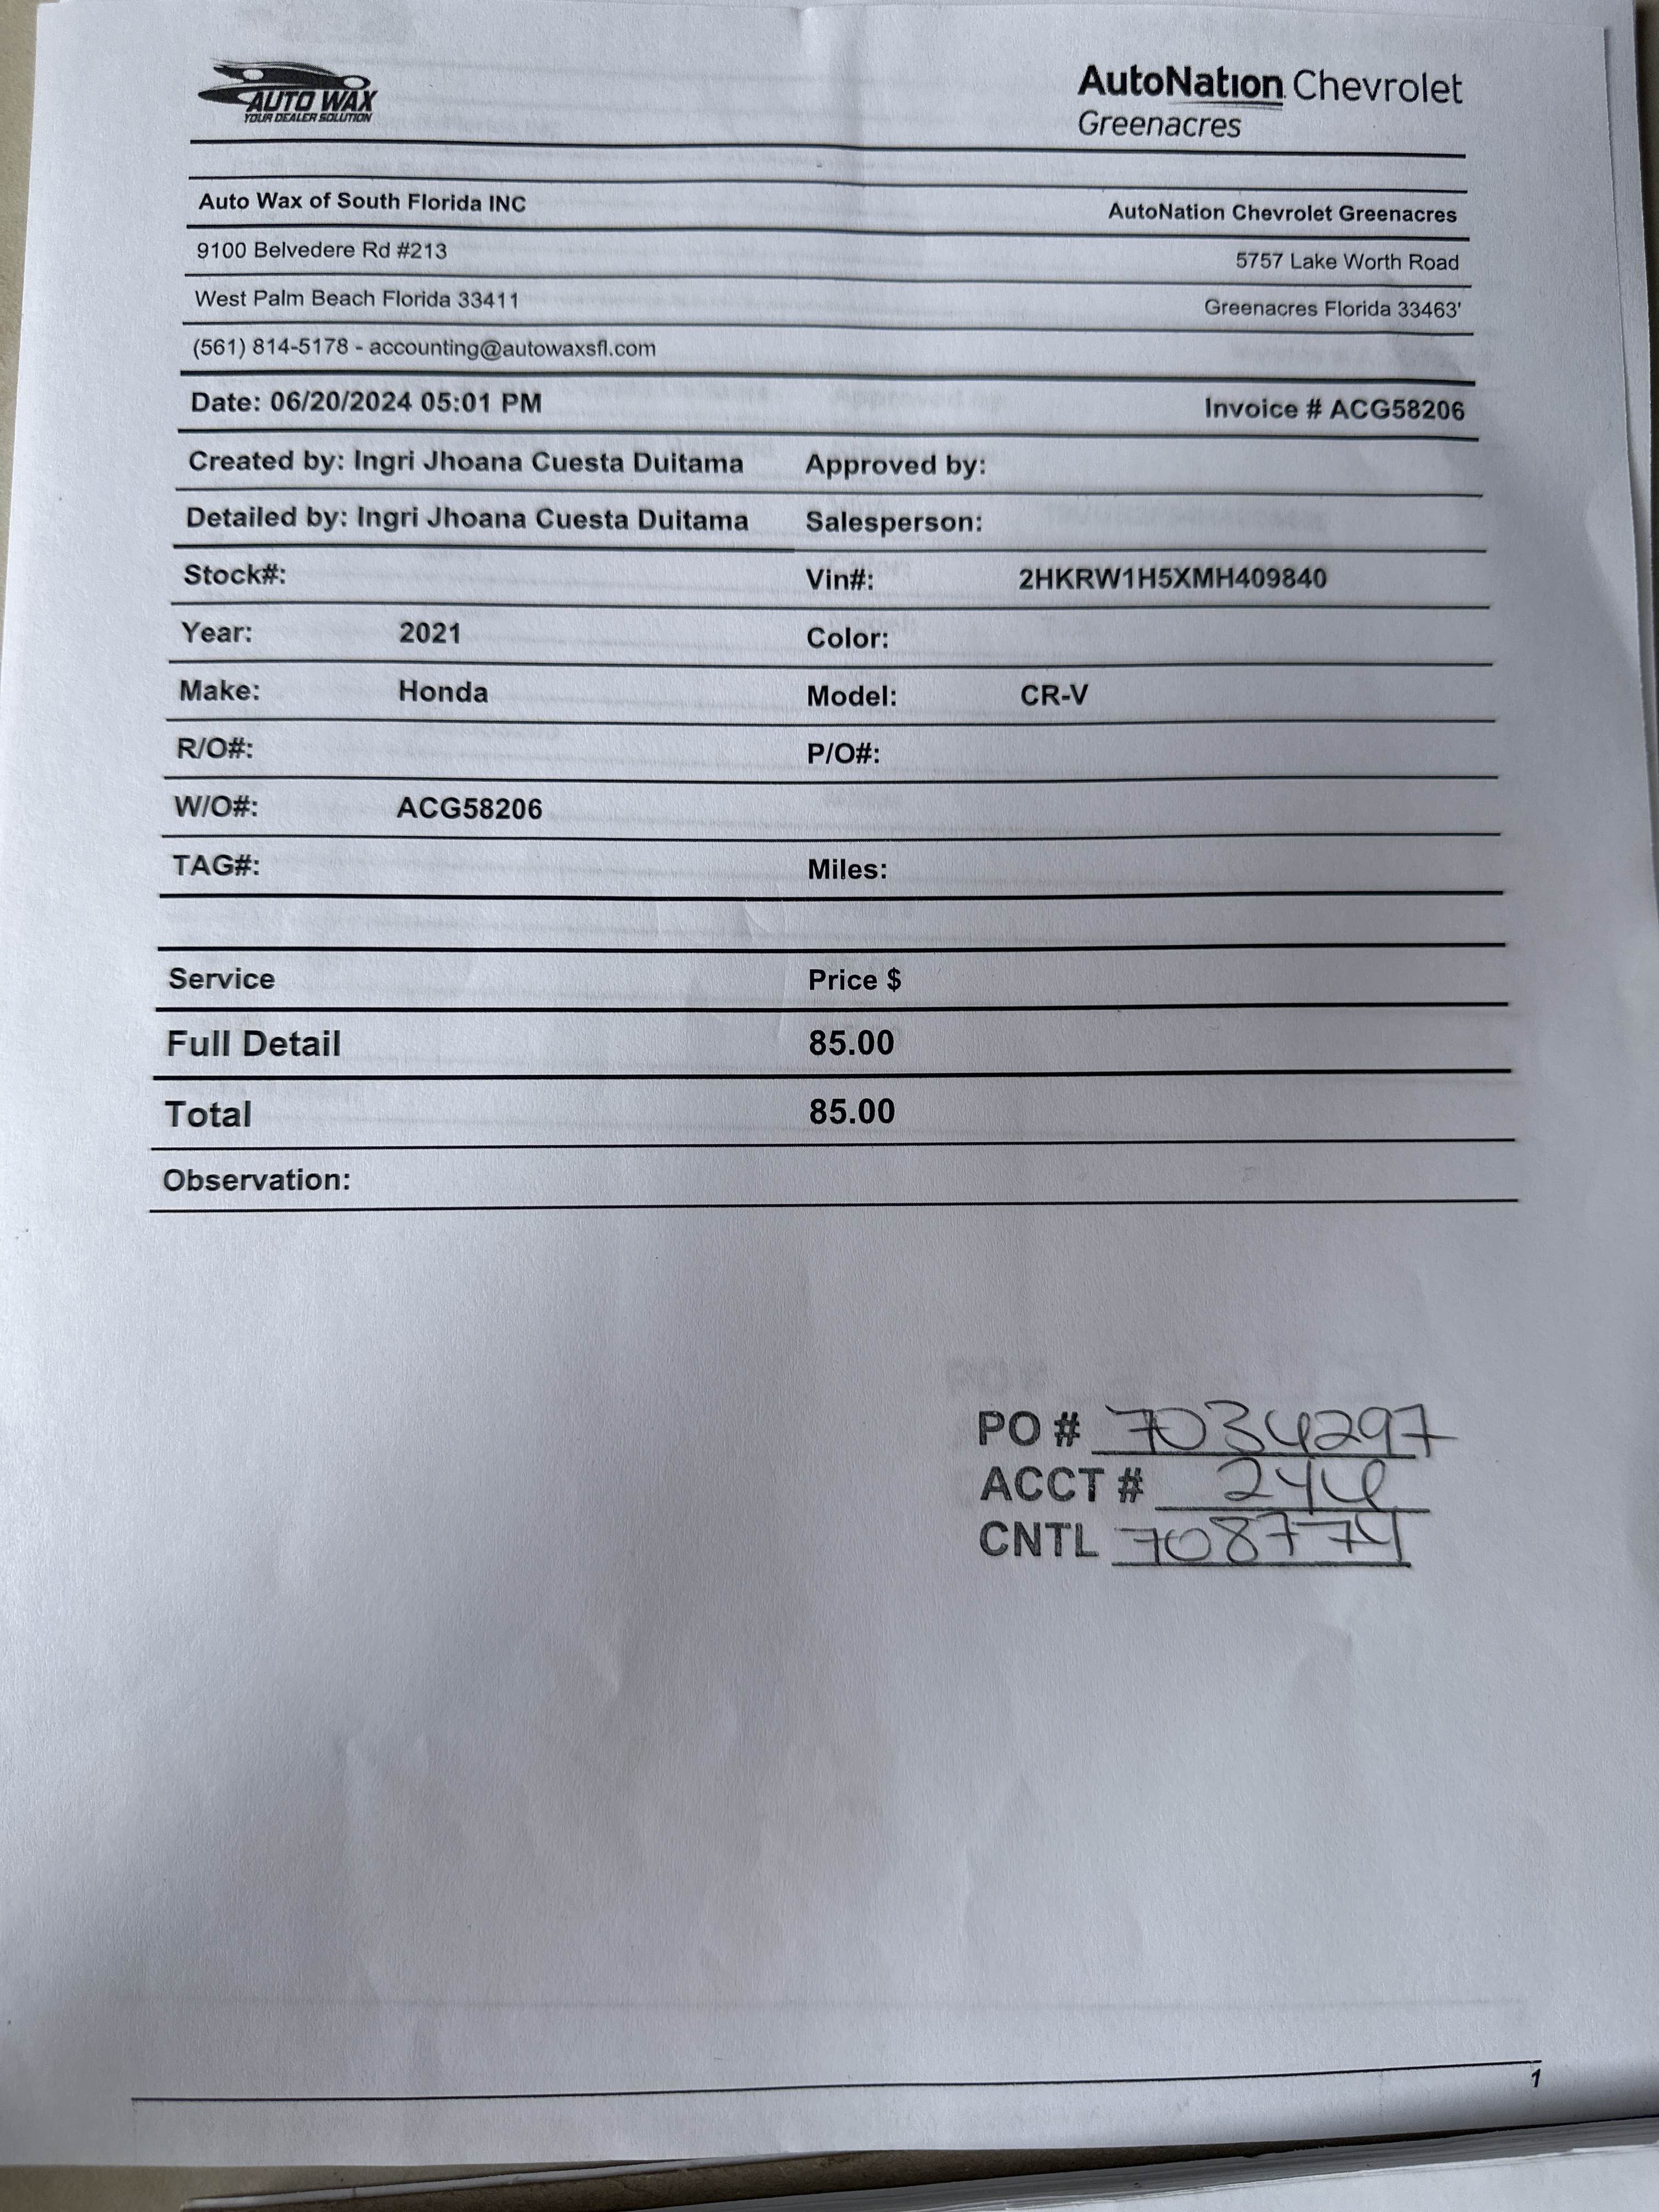 AUTO WAX
YOUR DEALER SOLUTION
AutoNation Chevrolet
Greenacres
Auto Wax of South Florida INC
AutoNation Chevrolet Greenacres
9100 Belvedere Rd #213
5757 Lake Worth Road
West Palm Beach Florida 33411
Greenacres Florida 33463'
(561) 814-5178 - accounting@autowaxsfl.com
Date: 06/20/2024 05:01 PM
Invoice # ACG58206
Created by: Ingri Jhoana Cuesta Duitama
Approved by:
Detailed by: Ingri Jhoana Cuesta Duitama
Salesperson:
Stock#:
Vin#: 2HKRW1H5XMH409840
Year: 2021
Color:
Make: Honda
Model: CR-V
R/O#:
P/O#:
W/O#: ACG58206
TAG#:
Miles:
Service Price $
Full Detail 85.00
Total 85.00
Observation:
PO # 7034297
ACCT # 246
CNTL 708774
1